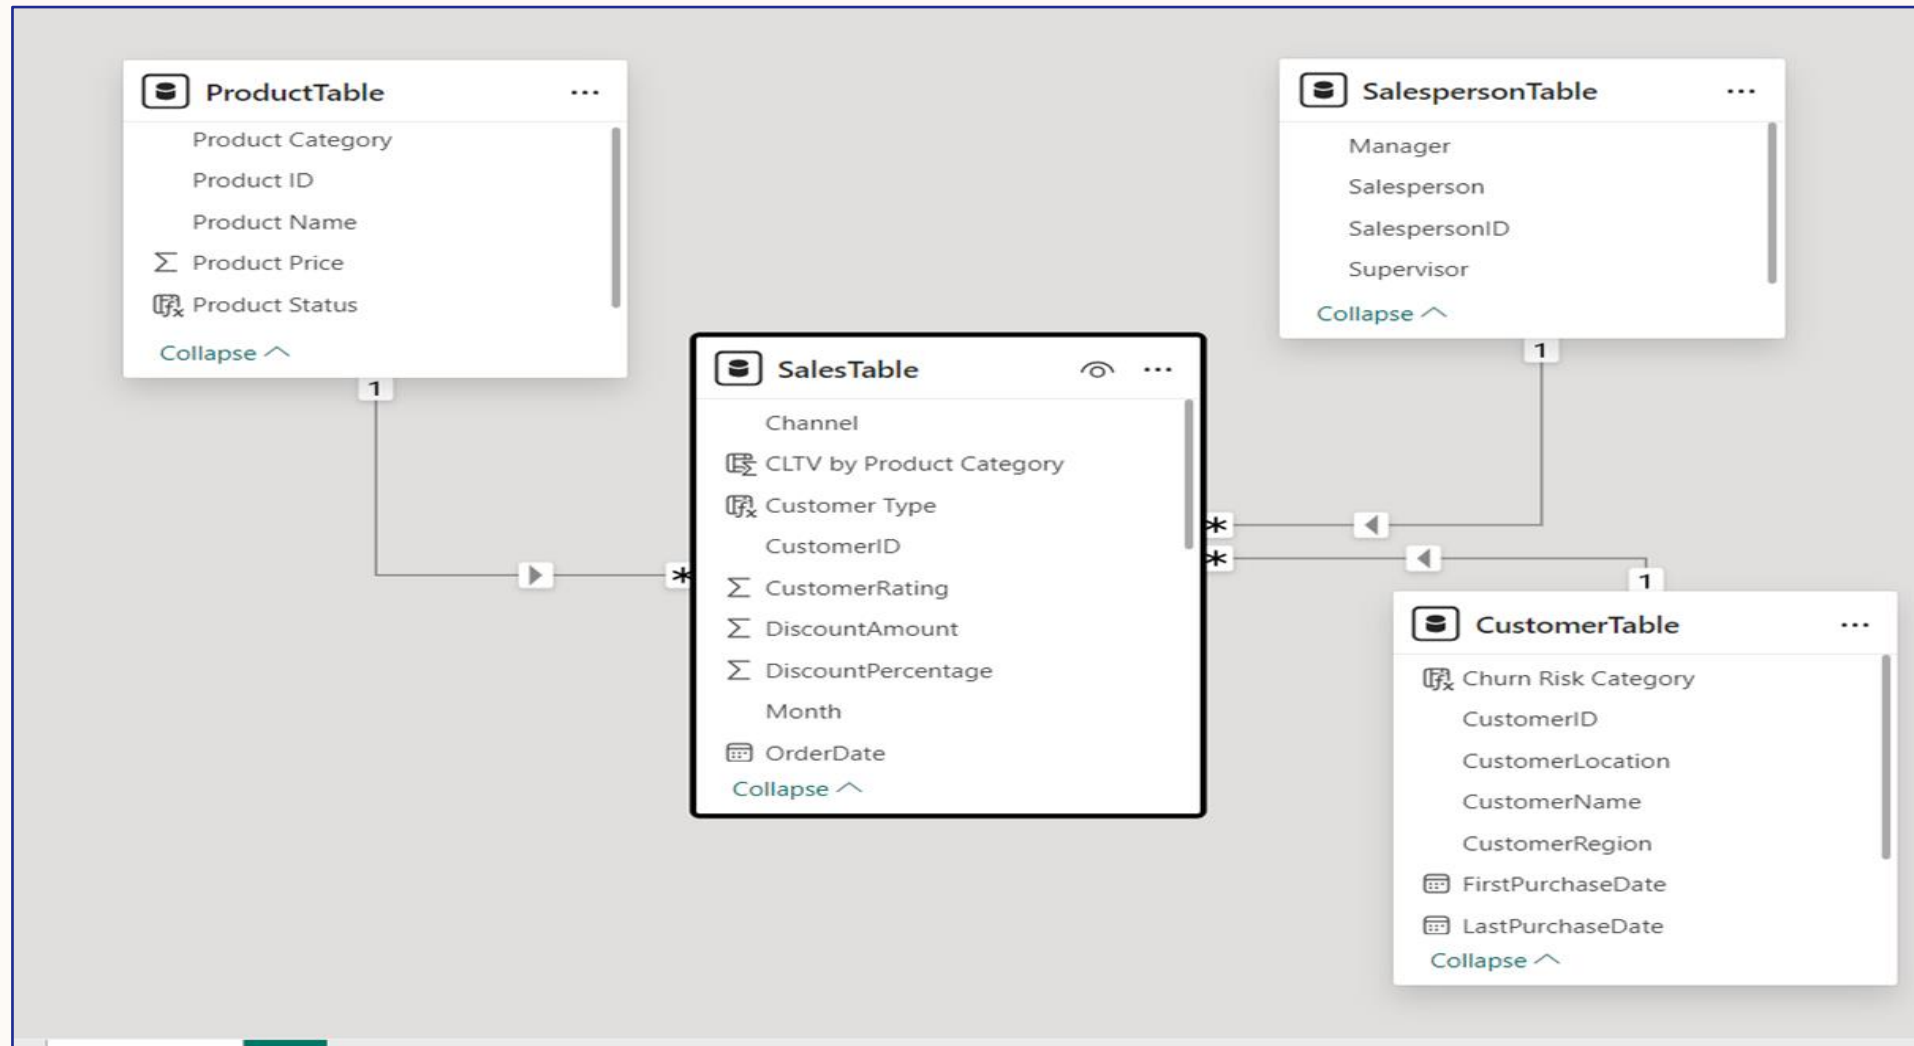 ProductTable
Product Category
Product ID
Product Name
Product Price
Product Status
Collapse
1
SalespersonTable
Manager
Salesperson
SalespersonID
Supervisor
Collapse
1
SalesTable
Channel
CLTV by Product Category
Customer Type
CustomerID
CustomerRating
DiscountAmount
DiscountPercentage
Month
OrderDate
Collapse
*
*
*
1
CustomerTable
Churn Risk Category
CustomerID
CustomerLocation
CustomerName
CustomerRegion
FirstPurchaseDate
LastPurchaseDate
Collapse